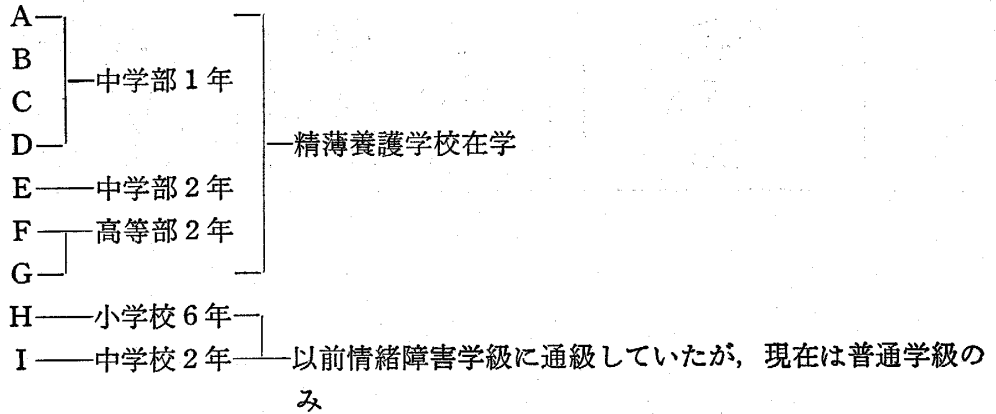 A
B
中学部1年
C
D
精薄養護学校在学
E 中学部2年
F 高等部2年
G
H 小学校6年
I 中学校2年 以前情緒障害学級に通級していたが，現在は普通学級の
み